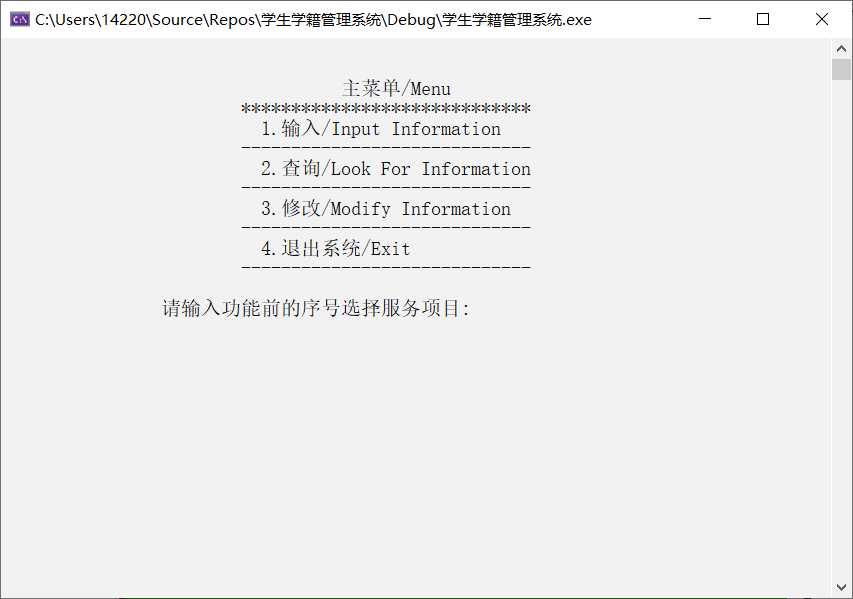 C:\Users\14220\Source\Repos\学生学籍管理系统\Debug\学生学籍管理系统.exe
主菜单/Menu
*****************************
1.输入/Input Information
-----------------------------
2.查询/Look For Information
-----------------------------
3.修改/Modify Information
-----------------------------
4.退出系统/Exit
-----------------------------
请输入功能前的序号选择服务项目: